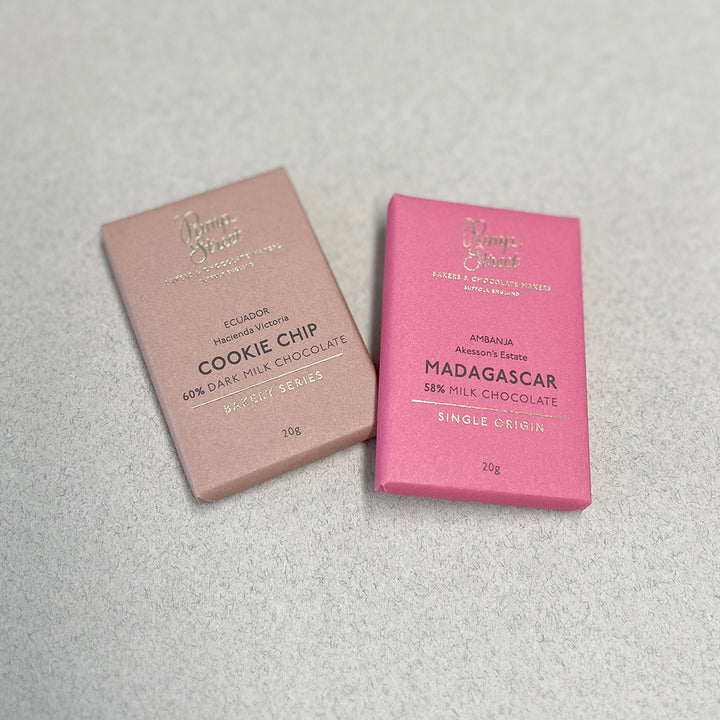 Pump
Street
BAKERS & CHOCOLATE MAKERS
SUFFOLK ENGLAND
ECUADOR
Hacienda Victoria
COOKIE CHIP
60% DARK MILK CHOCOLATE
BAKERY SERIES
20g
Pump
Street
BAKERS & CHOCOLATE MAKERS
SUFFOLK ENGLAND
AMBANJA
Akesson's Estate
MADAGASCAR
58% MILK CHOCOLATE
SINGLE ORIGIN
20g